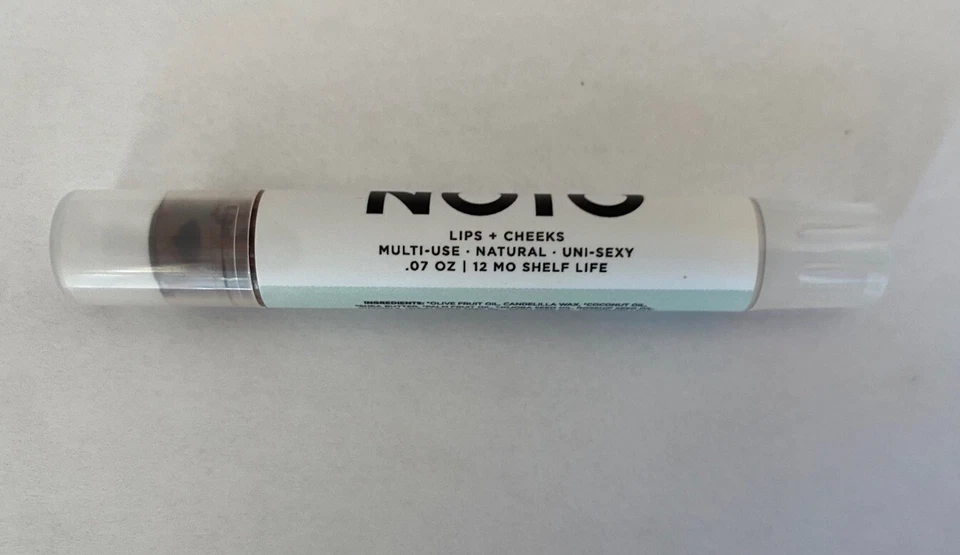 NOTO
LIPS + CHEEKS
MULTI-USE · NATURAL · UNI-SEXY
.07 OZ | 12 MO SHELF LIFE
INGREDIENTS: *OLIVE FRUIT OIL, CANDELILLA WAX, *COCONUT OIL,